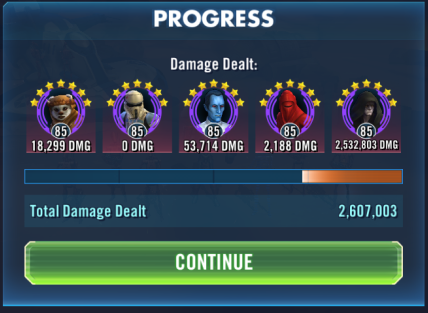 PROGRESS
Damage Dealt:
85 85 85 85 85
18,299 DMG 0 DMG 53,714 DMG 2,188 DMG 2,532,803 DMG
Total Damage Dealt 2,607,003
CONTINUE